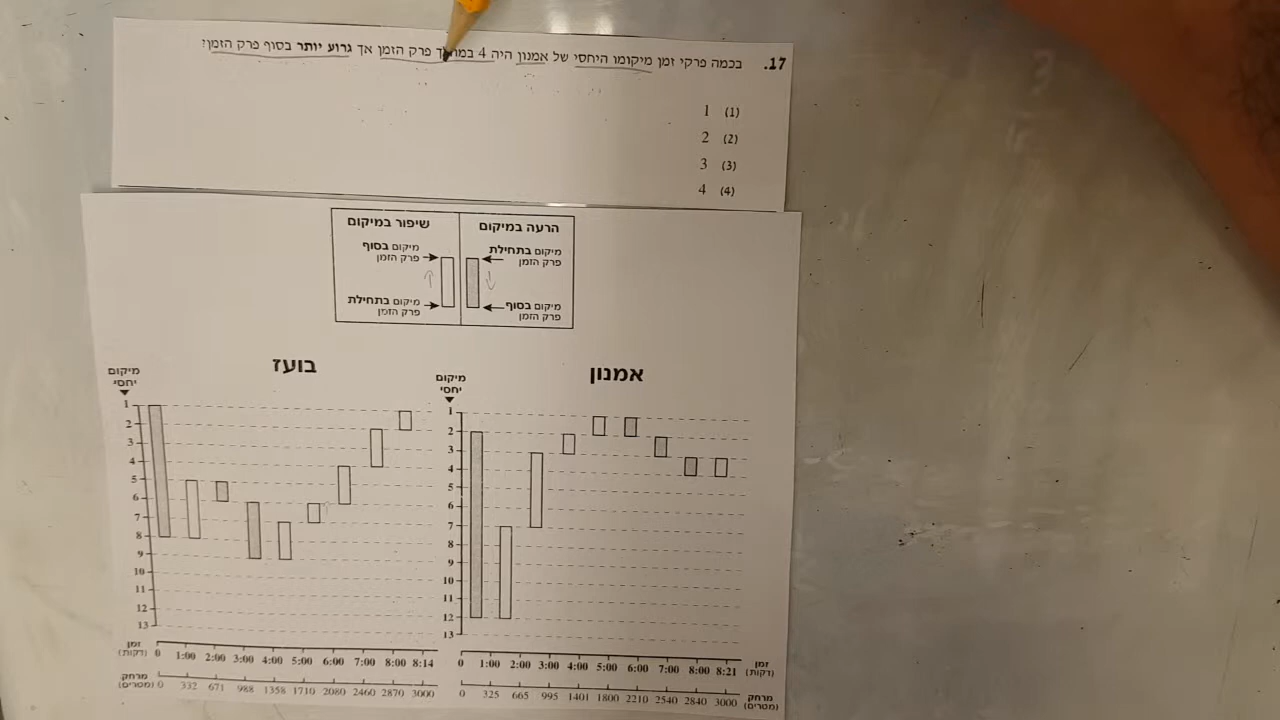 17. בכמה פרקי זמן מיקומו היחסי של אמנון היה 4 פרק הזמן אך גרוע יותר בסוף פרק הזמן?
(1) 1
(2) 2
(3) 3
(4) 4
הרעה במיקום
מיקום בתחילת
פרק הזמן
מיקום בסוף
פרק הזמן
שיפור במיקום
מיקום בסוף
פרק הזמן
מיקום בתחילת
פרק הזמן
אמנון
מיקום
יחסי
1
2
3
4
5
6
7
8
9
10
11
12
13
זמן
(דקות)
0 1:00 2:00 3:00 4:00 5:00 6:00 7:00 8:00 8:21
מרחק
(מטרים)
0 325 665 995 1401 1800 2210 2540 2840 3000
בועז
מיקום
יחסי
1
2
3
4
5
6
7
8
9
10
11
12
13
זמן
(דקות)
0 1:00 2:00 3:00 4:00 5:00 6:00 7:00 8:00 8:14
מרחק
(מטרים)
0 332 671 988 1358 1710 2080 2460 2870 3000